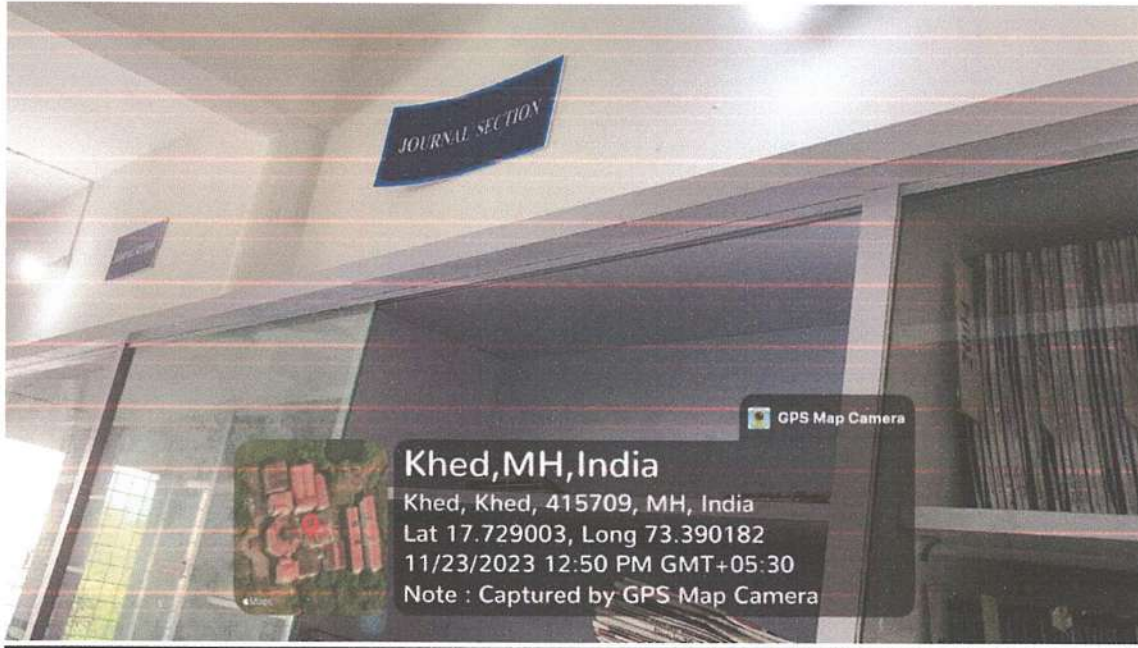 JOURNAL SECTION
GPS Map Camera
Khed,MH,India
Khed, Khed, 415709, MH, India
Lat 17.729003, Long 73.390182
11/23/2023 12:50 PM GMT+05:30
Note : Captured by GPS Map Camera